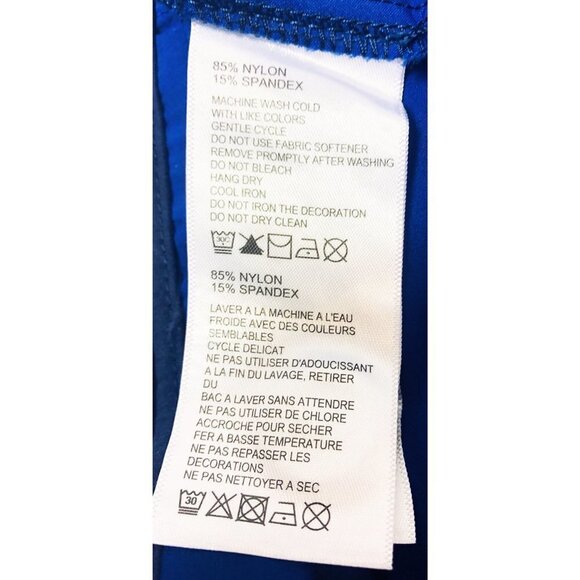 85% NYLON
15% SPANDEX
MACHINE WASH COLD
WITH LIKE COLORS
GENTLE CYCLE
DO NOT USE FABRIC SOFTENER
REMOVE PROMPTLY AFTER WASHING
DO NOT BLEACH
HANG DRY
COOL IRON
DO NOT IRON THE DECORATION
DO NOT DRY CLEAN
30C
85% NYLON
15% SPANDEX
LAVER A LA MACHINE A L'EAU
FROIDE AVEC DES COULEURS
SEMBLABLES
CYCLE DELICAT
NE PAS UTILISER D'ADOUCISSANT
A LA FIN DU LAVAGE, RETIRER
DU
BAC A LAVER SANS ATTENDRE
NE PAS UTILISER DE CHLORE
ACCROCHE POUR SECHER
FER A BASSE TEMPERATURE
NE PAS REPASSER LES
DECORATIONS
NE PAS NETTOYER A SEC
30